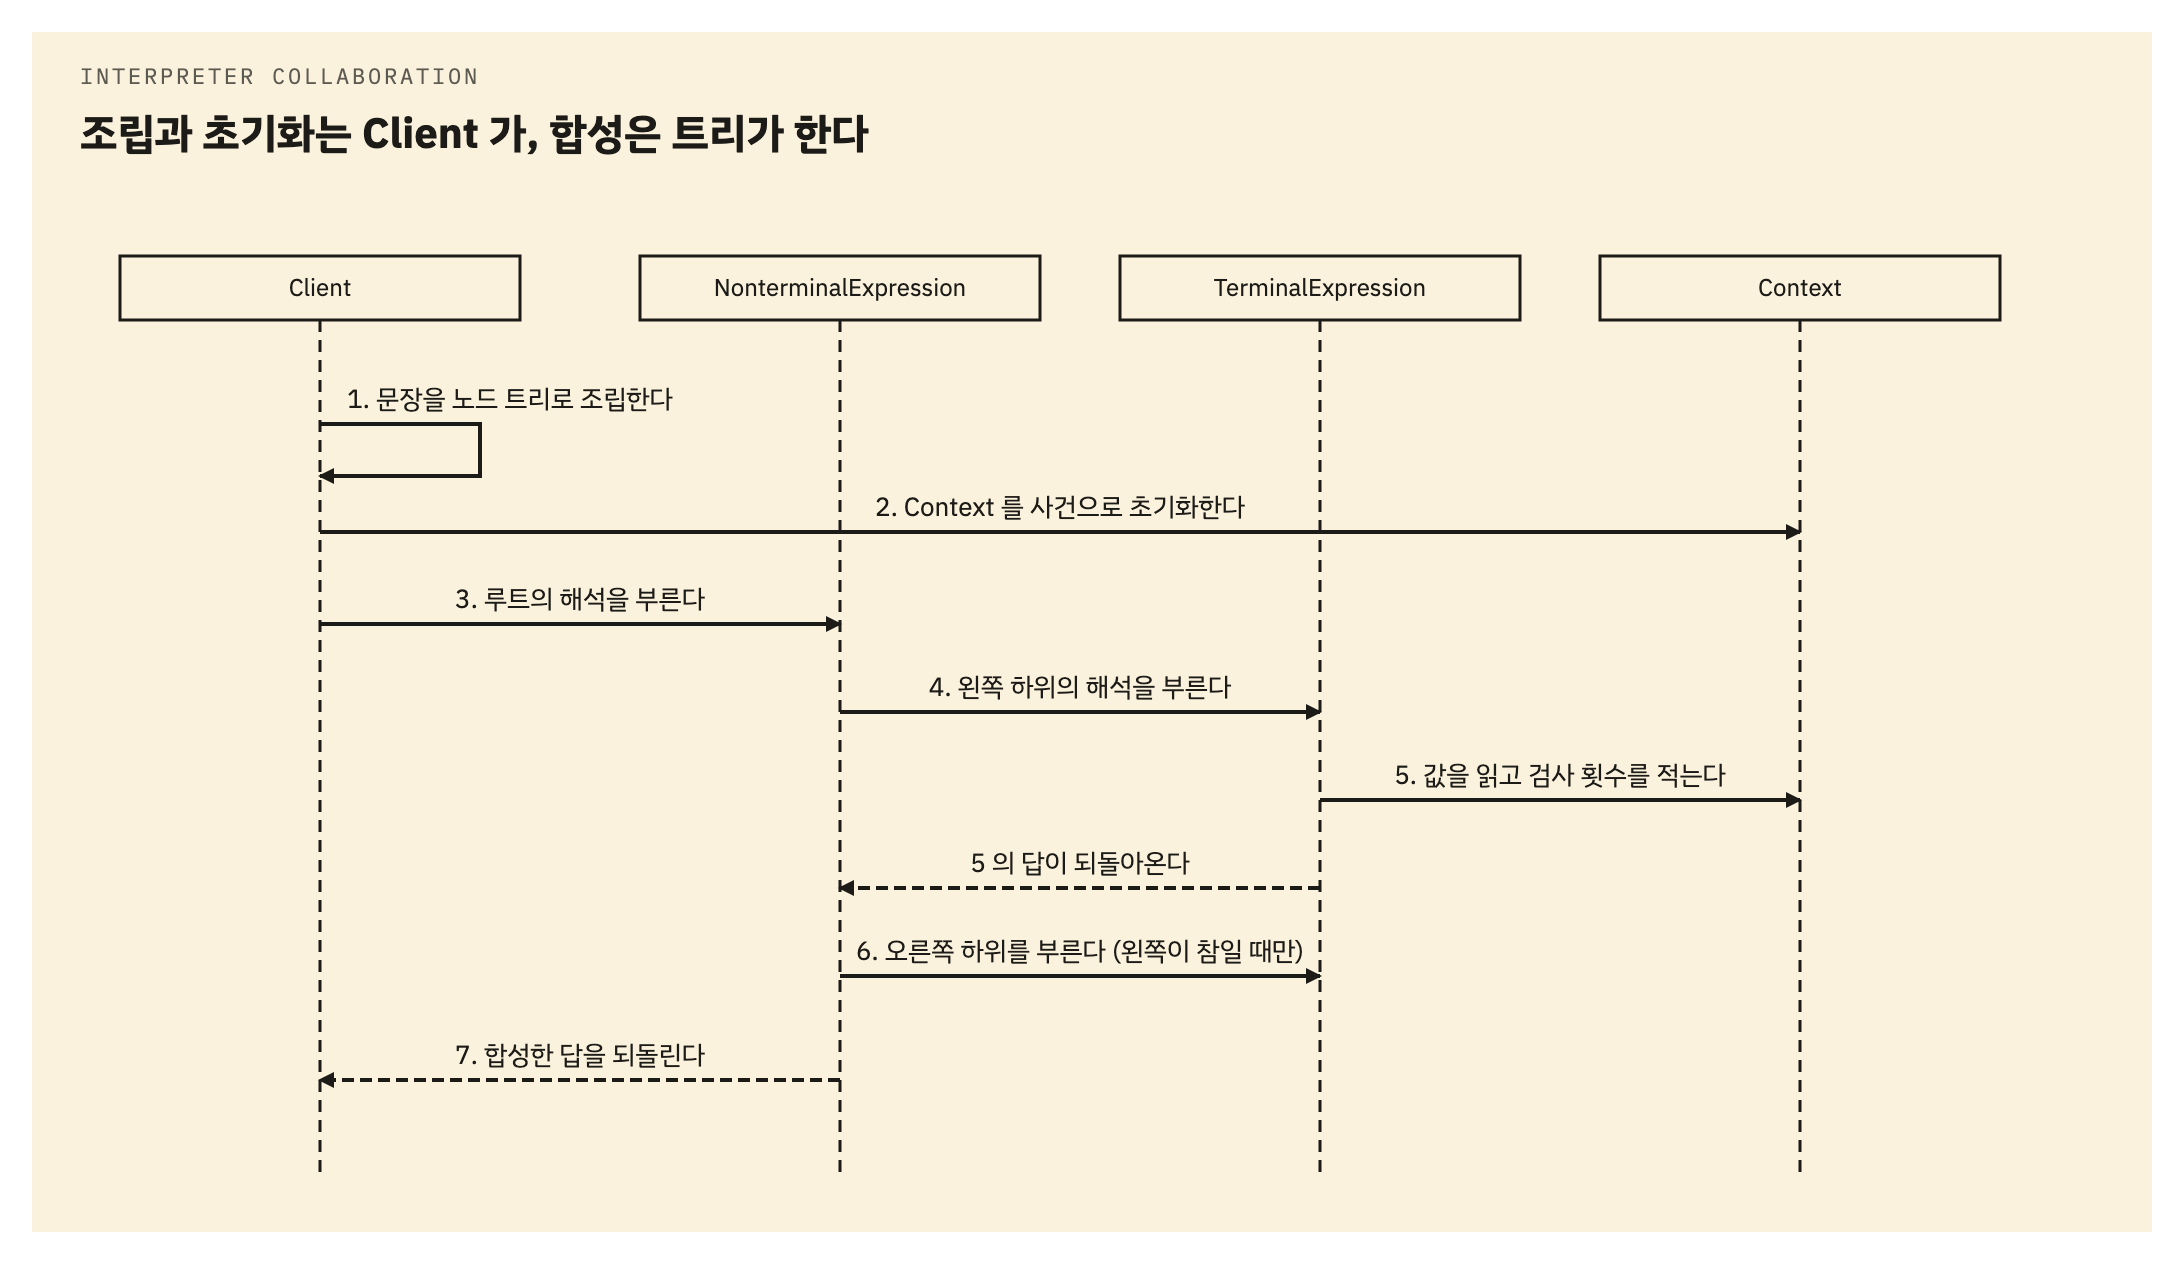 INTERPRETER COLLABORATION
조립과 초기화는 Client 가, 합성은 트리가 한다
Client
NonterminalExpression
TerminalExpression
Context
1. 문장을 노드 트리로 조립한다
2. Context 를 사건으로 초기화한다
3. 루트의 해석을 부른다
4. 왼쪽 하위의 해석을 부른다
5. 값을 읽고 검사 횟수를 적는다
5 의 답이 되돌아온다
6. 오른쪽 하위를 부른다 (왼쪽이 참일 때만)
7. 합성한 답을 되돌린다